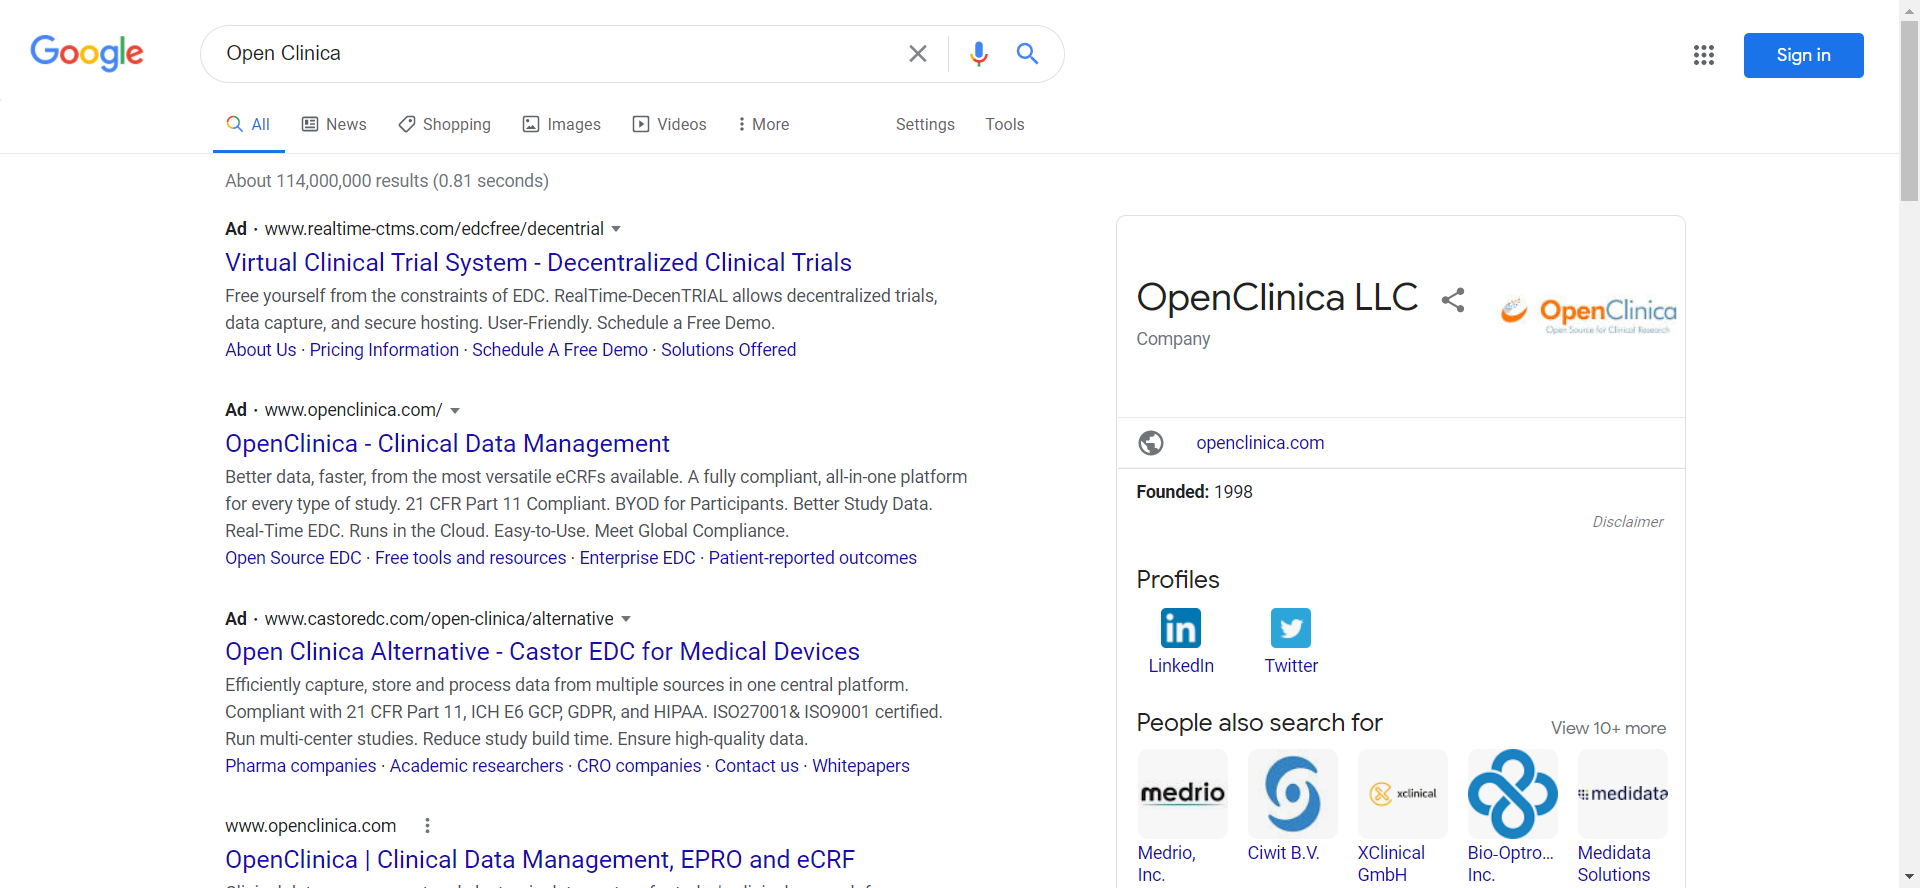 Google
Open Clinica
Sign in
All
News
Shopping
Images
Videos
More
Settings
Tools
About 114,000,000 results (0.81 seconds)
Ad · www.realtime-ctms.com/edcfree/decentrial
Virtual Clinical Trial System - Decentralized Clinical Trials
Free yourself from the constraints of EDC. RealTime-DecenTRIAL allows decentralized trials,
data capture, and secure hosting. User-Friendly. Schedule a Free Demo.
About Us · Pricing Information · Schedule A Free Demo · Solutions Offered
Ad · www.openclinica.com/
OpenClinica - Clinical Data Management
Better data, faster, from the most versatile eCRFs available. A fully compliant, all-in-one platform
for every type of study. 21 CFR Part 11 Compliant. BYOD for Participants. Better Study Data.
Real-Time EDC. Runs in the Cloud. Easy-to-Use. Meet Global Compliance.
Open Source EDC · Free tools and resources · Enterprise EDC · Patient-reported outcomes
Ad · www.castoredc.com/open-clinica/alternative
Open Clinica Alternative - Castor EDC for Medical Devices
Efficiently capture, store and process data from multiple sources in one central platform.
Compliant with 21 CFR Part 11, ICH E6 GCP, GDPR, and HIPAA. ISO27001& ISO9001 certified.
Run multi-center studies. Reduce study build time. Ensure high-quality data.
Pharma companies · Academic researchers · CRO companies · Contact us · Whitepapers
www.openclinica.com
OpenClinica | Clinical Data Management, EPRO and eCRF
OpenClinica LLC
Company
OpenClinica
Open Source for Clinical Research
openclinica.com
Founded: 1998
Disclaimer
Profiles
LinkedIn
Twitter
People also search for
View 10+ more
medrio
xclinical
medidata
Medrio, Inc.
Ciwit B.V.
XClinical GmbH
Bio-Optro... Inc.
Medidata Solutions